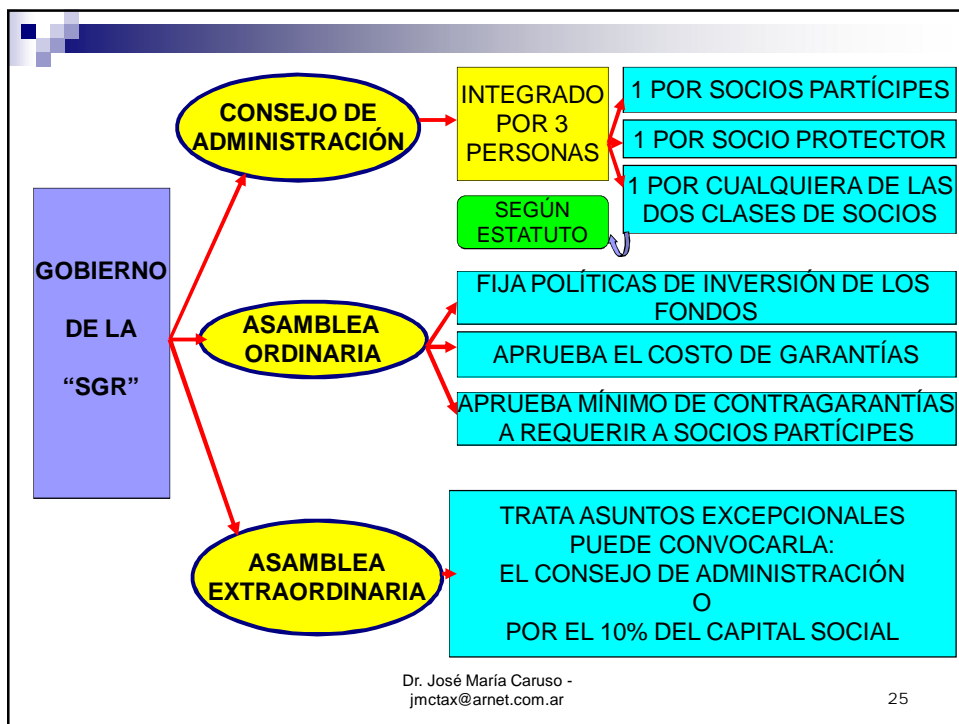 GOBIERNO
DE LA
“SGR”
CONSEJO DE
ADMINISTRACIÓN
INTEGRADO
POR 3
PERSONAS
1 POR SOCIOS PARTÍCIPES
1 POR SOCIO PROTECTOR
1 POR CUALQUIERA DE LAS
DOS CLASES DE SOCIOS
SEGÚN
ESTATUTO
ASAMBLEA
ORDINARIA
FIJA POLÍTICAS DE INVERSIÓN DE LOS
FONDOS
APRUEBA EL COSTO DE GARANTÍAS
APRUEBA MÍNIMO DE CONTRAGARANTÍAS
A REQUERIR A SOCIOS PARTÍCIPES
ASAMBLEA
EXTRAORDINARIA
TRATA ASUNTOS EXCEPCIONALES
PUEDE CONVOCARLA:
EL CONSEJO DE ADMINISTRACIÓN
O
POR EL 10% DEL CAPITAL SOCIAL
Dr. José María Caruso -
jmctax@arnet.com.ar
25